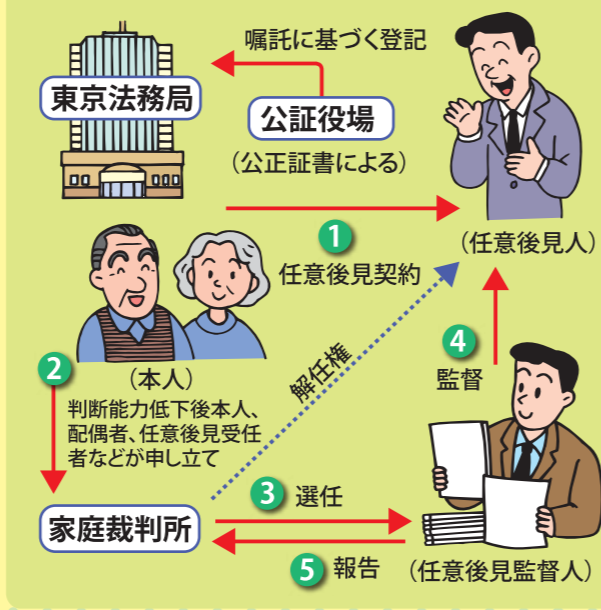 嘱託に基づく登記
東京法務局
公証役場
(公正証書による)
1
任意後見契約
(任意後見人)
2
(本人)
判断能力低下後本人、
配偶者、任意後見受任
者などが申し立て
解任権
4
監督
家庭裁判所
3 選任
5 報告
(任意後見監督人)